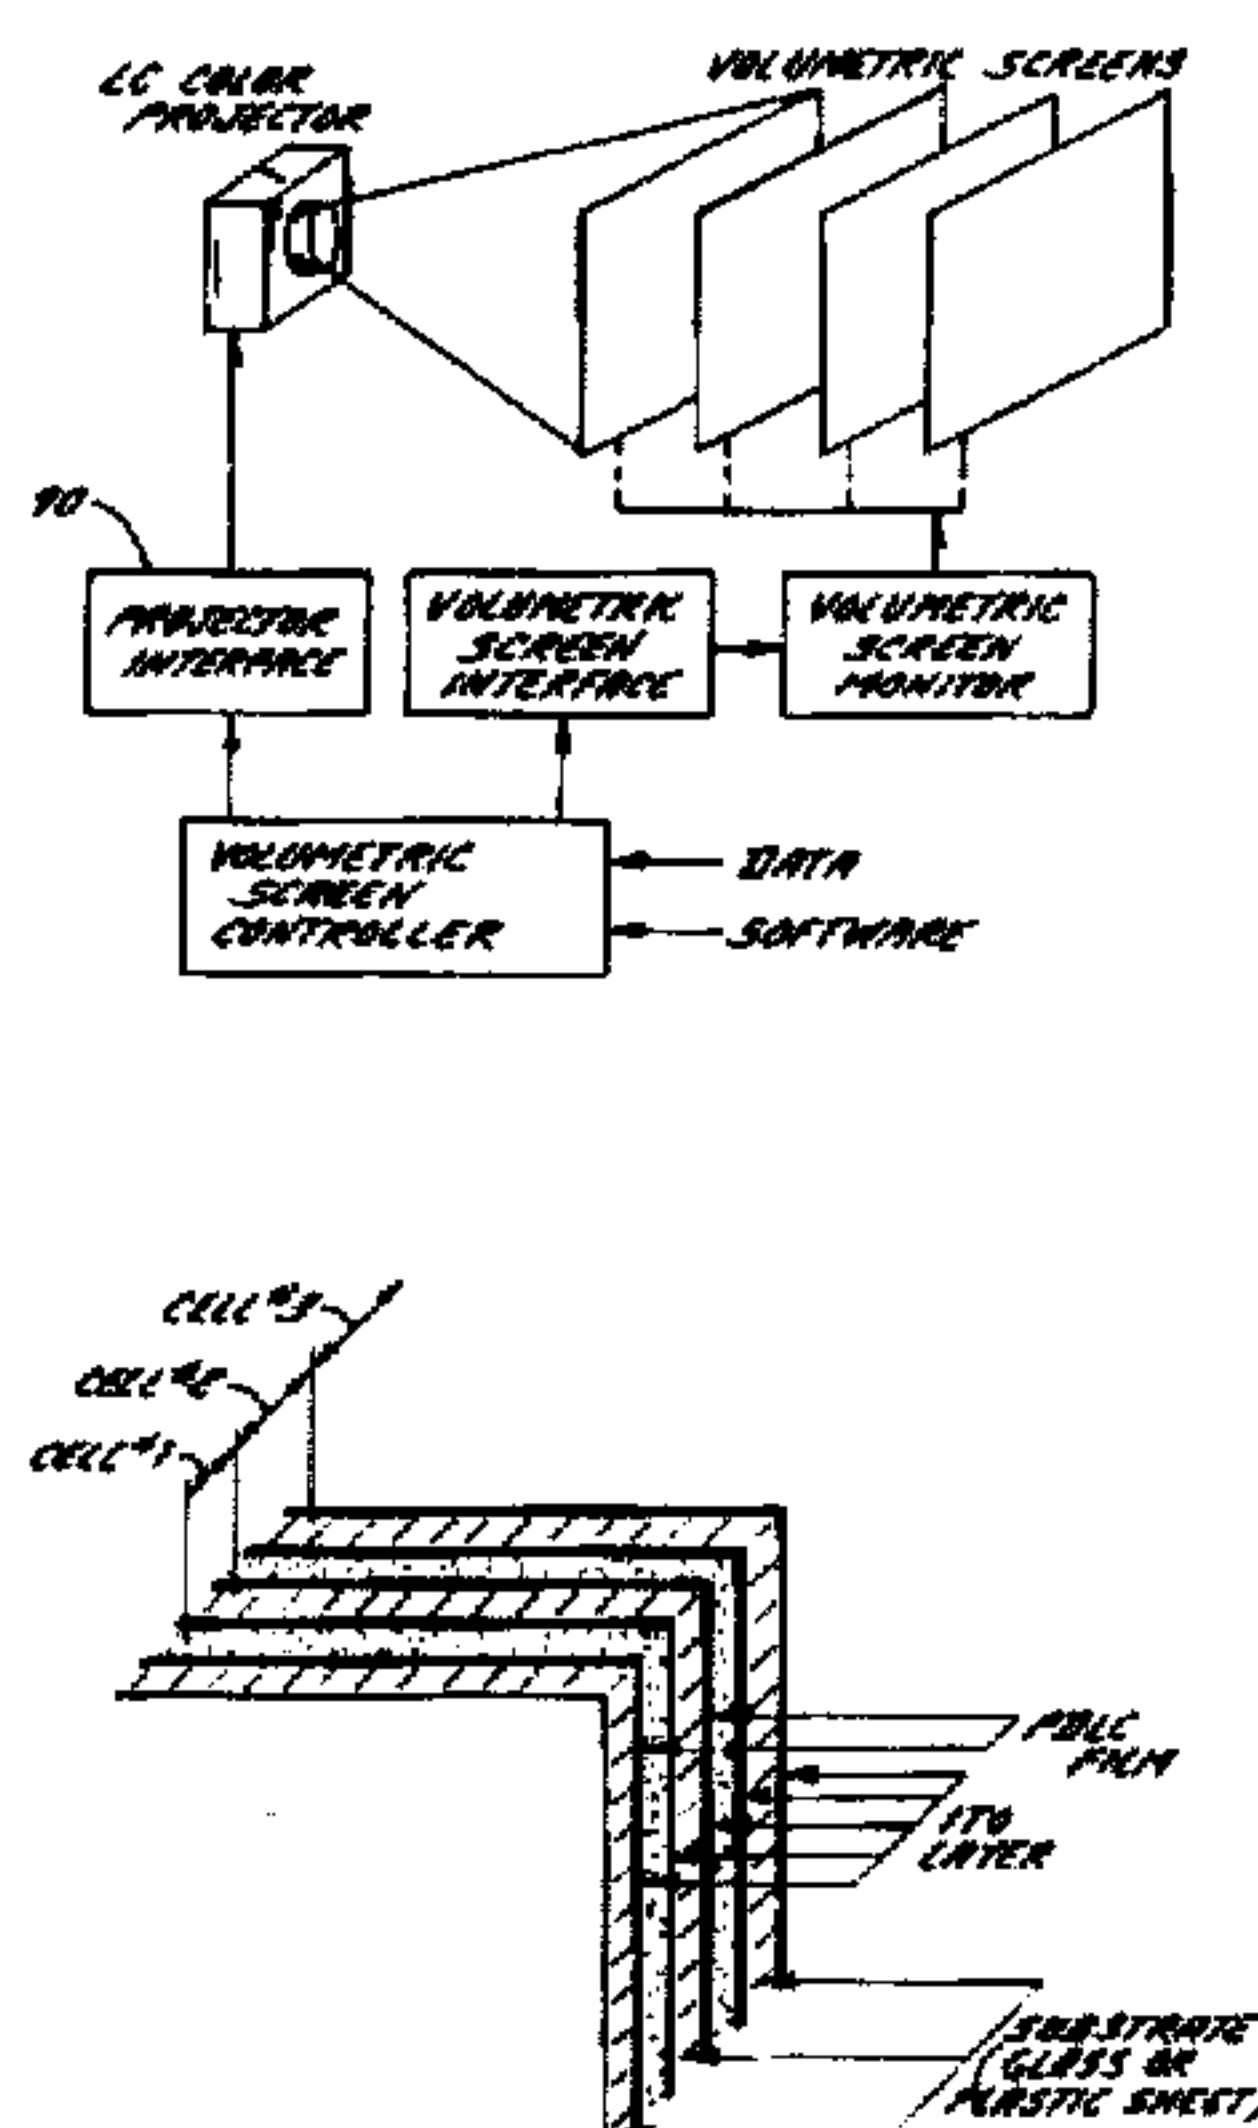 LC COLOR
PROJECTOR
VOLUMETRIC SCREENS
90
PROJECTOR
INTERFACE
VOLUMETRIC
SCREEN
INTERFACE
VOLUMETRIC
SCREEN
MONITOR
VOLUMETRIC
SCREEN
CONTROLLER
DATA
SOFTWARE
CELL #3
CELL #2
CELL #1
PDLC
FILM
ITO
LAYER
SUBSTRATE
(GLASS OR
PLASTIC SHEET)